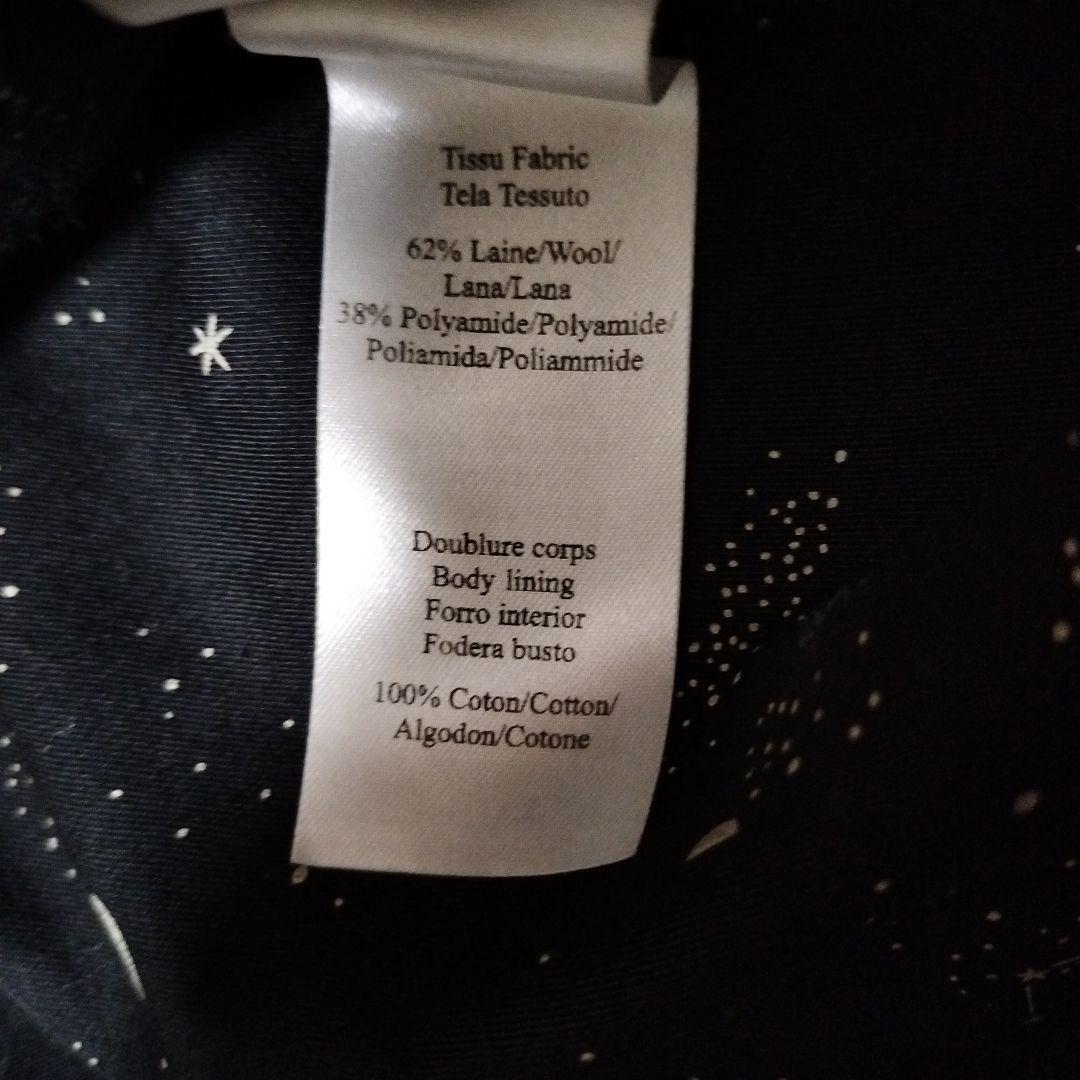 Tissu Fabric
Tela Tessuto
62% Laine/Wool/
Lana/Lana
38% Polyamide/Polyamide/
Poliamida/Poliammide
Doublure corps
Body lining
Forro interior
Fodera busto
100% Coton/Cotton/
Algodon/Cotone